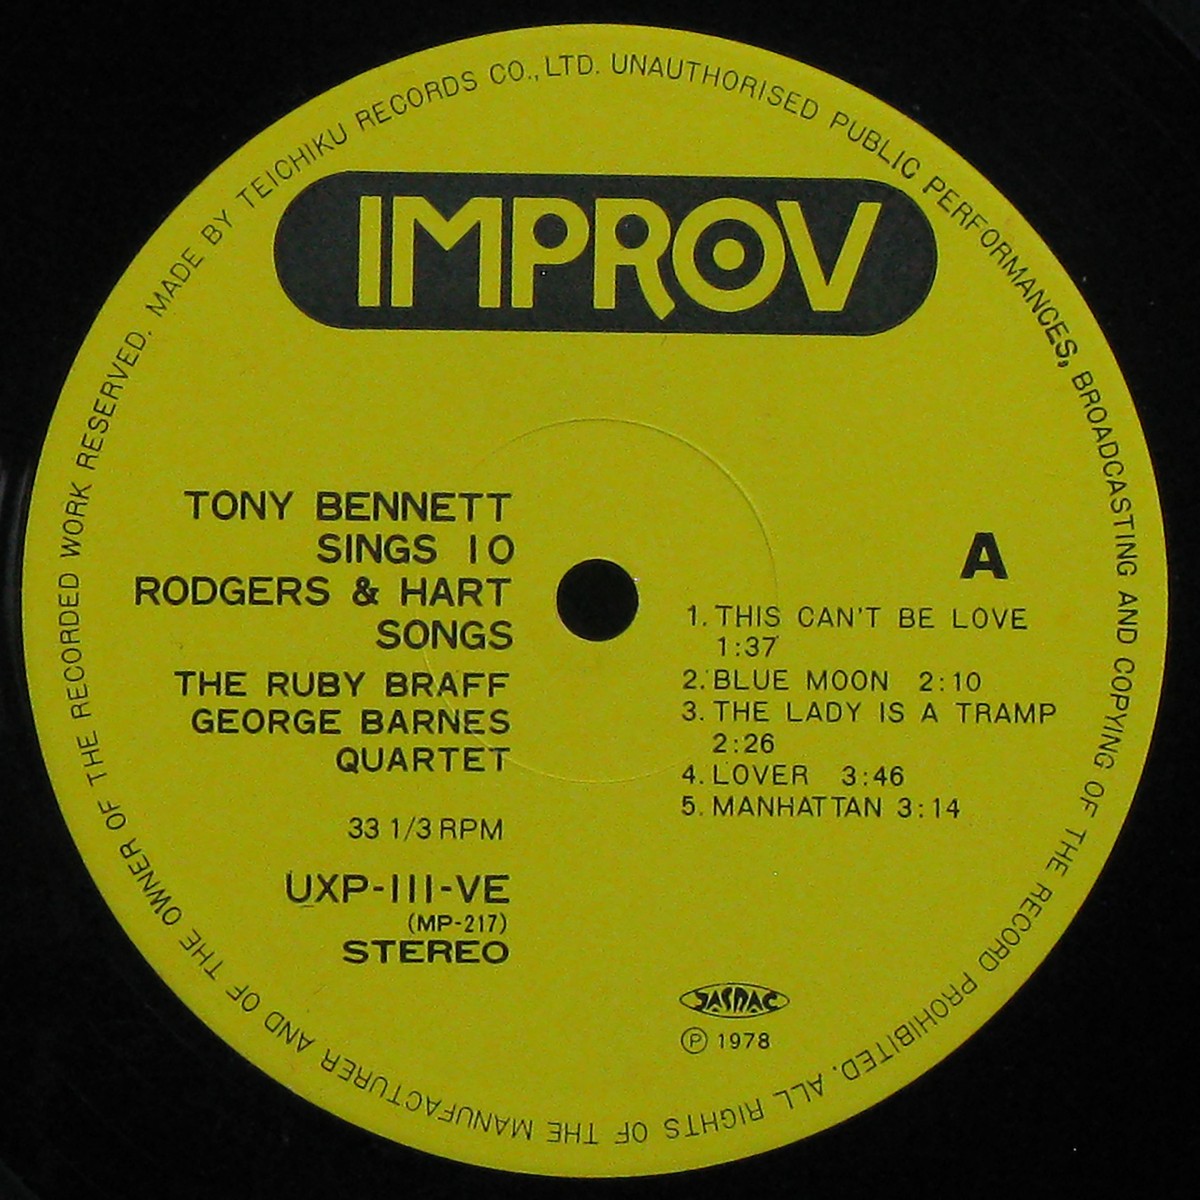 MADE BY TEICHIKU RECORDS CO., LTD. UNAUTHORISED PUBLIC PERFORMANCES, BROADCASTING AND COPYING OF THE RECORD PROHIBITED. ALL RIGHTS OF THE MANUFACTURER AND OF THE OWNER OF THE RECORDED WORK RESERVED.
IMPROV
TONY BENNETT
SINGS 10
RODGERS & HART
SONGS
THE RUBY BRAFF
GEORGE BARNES
QUARTET
33 1/3 RPM
UXP-111-VE
(MP-217)
STEREO
A
1. THIS CAN'T BE LOVE
1:37
2. BLUE MOON 2:10
3. THE LADY IS A TRAMP
2:26
4. LOVER 3:46
5. MANHATTAN 3:14
JASRAC
Ⓟ 1978